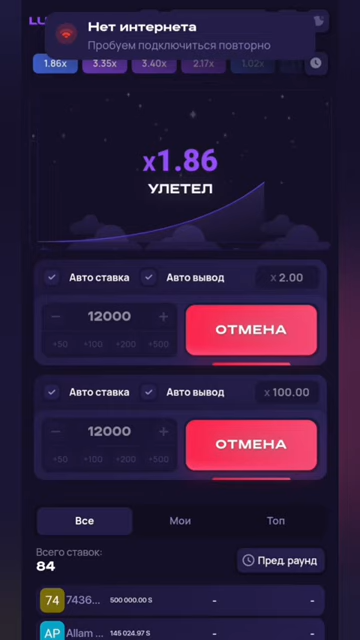 LU
Нет интернета
Пробуем подключиться повторно
1.86x 3.35x 3.40x 2.17x 1.02x
x1.86
УЛЕТЕЛ
Авто ставка Авто вывод x2.00
− 12000 +
ОТМЕНА
+50 +100 +200 +500
Авто ставка Авто вывод x100.00
− 12000 +
ОТМЕНА
+50 +100 +200 +500
Все Мои Топ
Всего ставок:
84
Пред. раунд
74 7436... 500 000.00 S - -
AP Allam ... 145 024.97 S - -